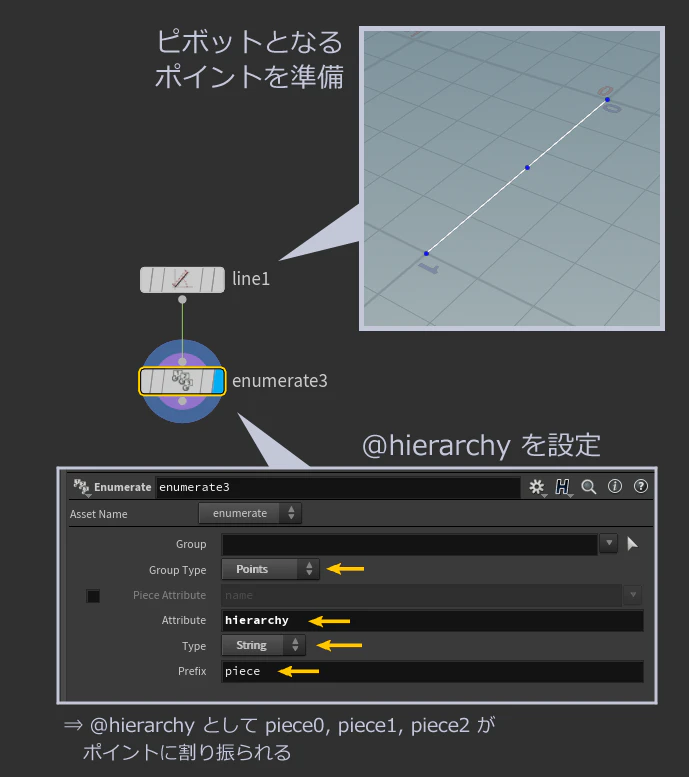 ピボットとなる
ポイントを準備
0
0
1
line1
enumerate3
@hierarchy を設定
Enumerate enumerate3
Asset Name enumerate
Group
Group Type Points
Piece Attribute name
Attribute hierarchy
Type String
Prefix piece
⇒ @hierarchy として piece0, piece1, piece2 が
ポイントに割り振られる